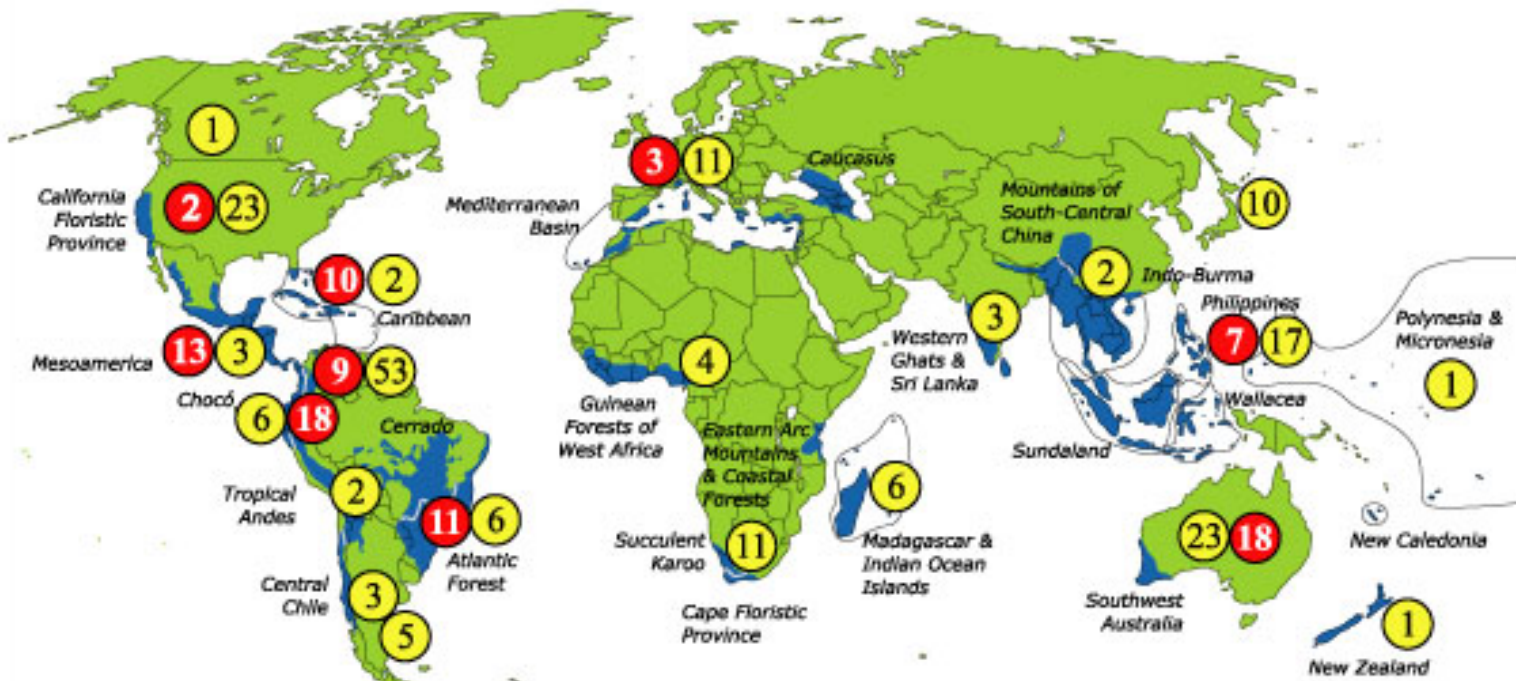 1
California
Floristic
Province
2
23
10
2
Caribbean
Mesoamerica
13
3
9
53
Chocó
6
18
Cerrado
Tropical
Andes
2
11
6
Atlantic
Forest
Central
Chile
3
5
3
11
Caucasus
Mediterranean
Basin
Mountains of
South-Central
China
10
2
Indo-Burma
3
Western
Ghats &
Sri Lanka
Philippines
7
17
Polynesia &
Micronesia
1
4
Guinean
Forests of
West Africa
Eastern Arc
Mountains
& Coastal
Forests
Wallacea
Sundaland
6
Madagascar &
Indian Ocean
Islands
Succulent
Karoo
11
Cape Floristic
Province
23
18
New Caledonia
Southwest
Australia
1
New Zealand